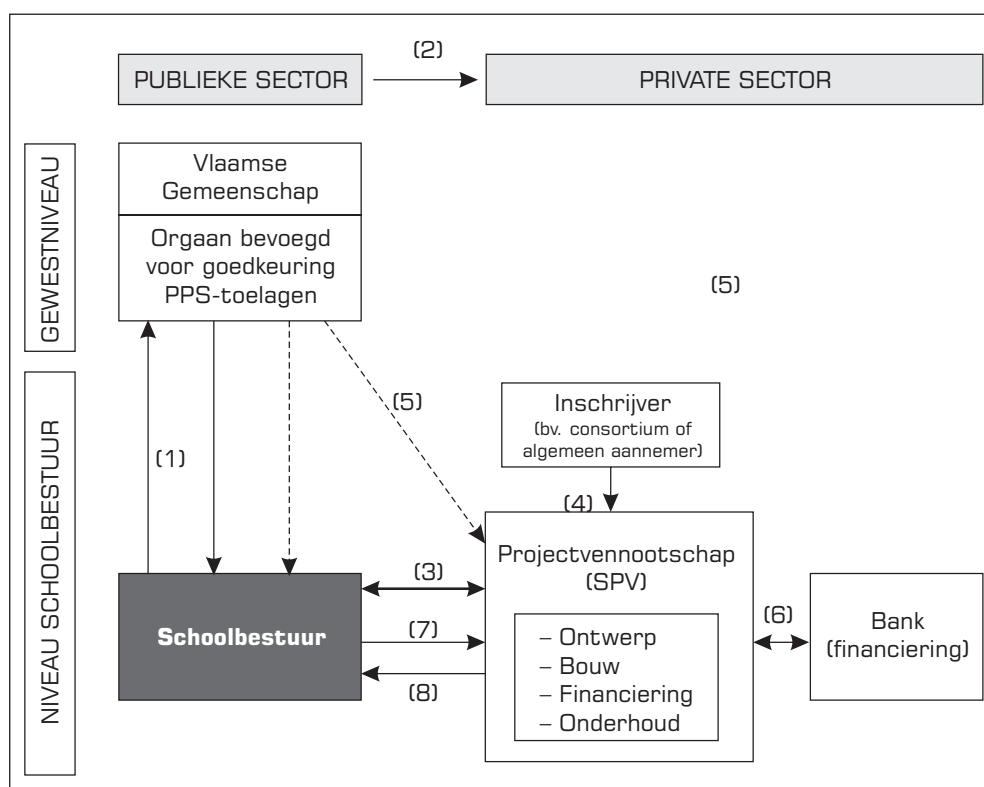 (2)
PUBLIEKE SECTOR
PRIVATE SECTOR
GEWESTNIVEAU
Vlaamse
Gemeenschap
Orgaan bevoegd
voor goedkeuring
PPS-toelagen
(5)
NIVEAU SCHOOLBESTUUR
(1)
(5)
Inschrijver
(bv. consortium of
algemeen aannemer)
(4)
Projectvennootschap
(SPV)
– Ontwerp
– Bouw
– Financiering
– Onderhoud
Schoolbestuur
(3)
(7)
(8)
(6)
Bank
(financiering)